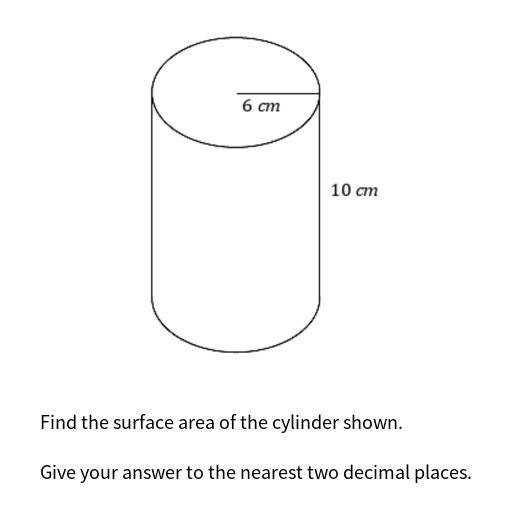 6 cm
10 cm
Find the surface area of the cylinder shown.
Give your answer to the nearest two decimal places.